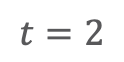 t = 2